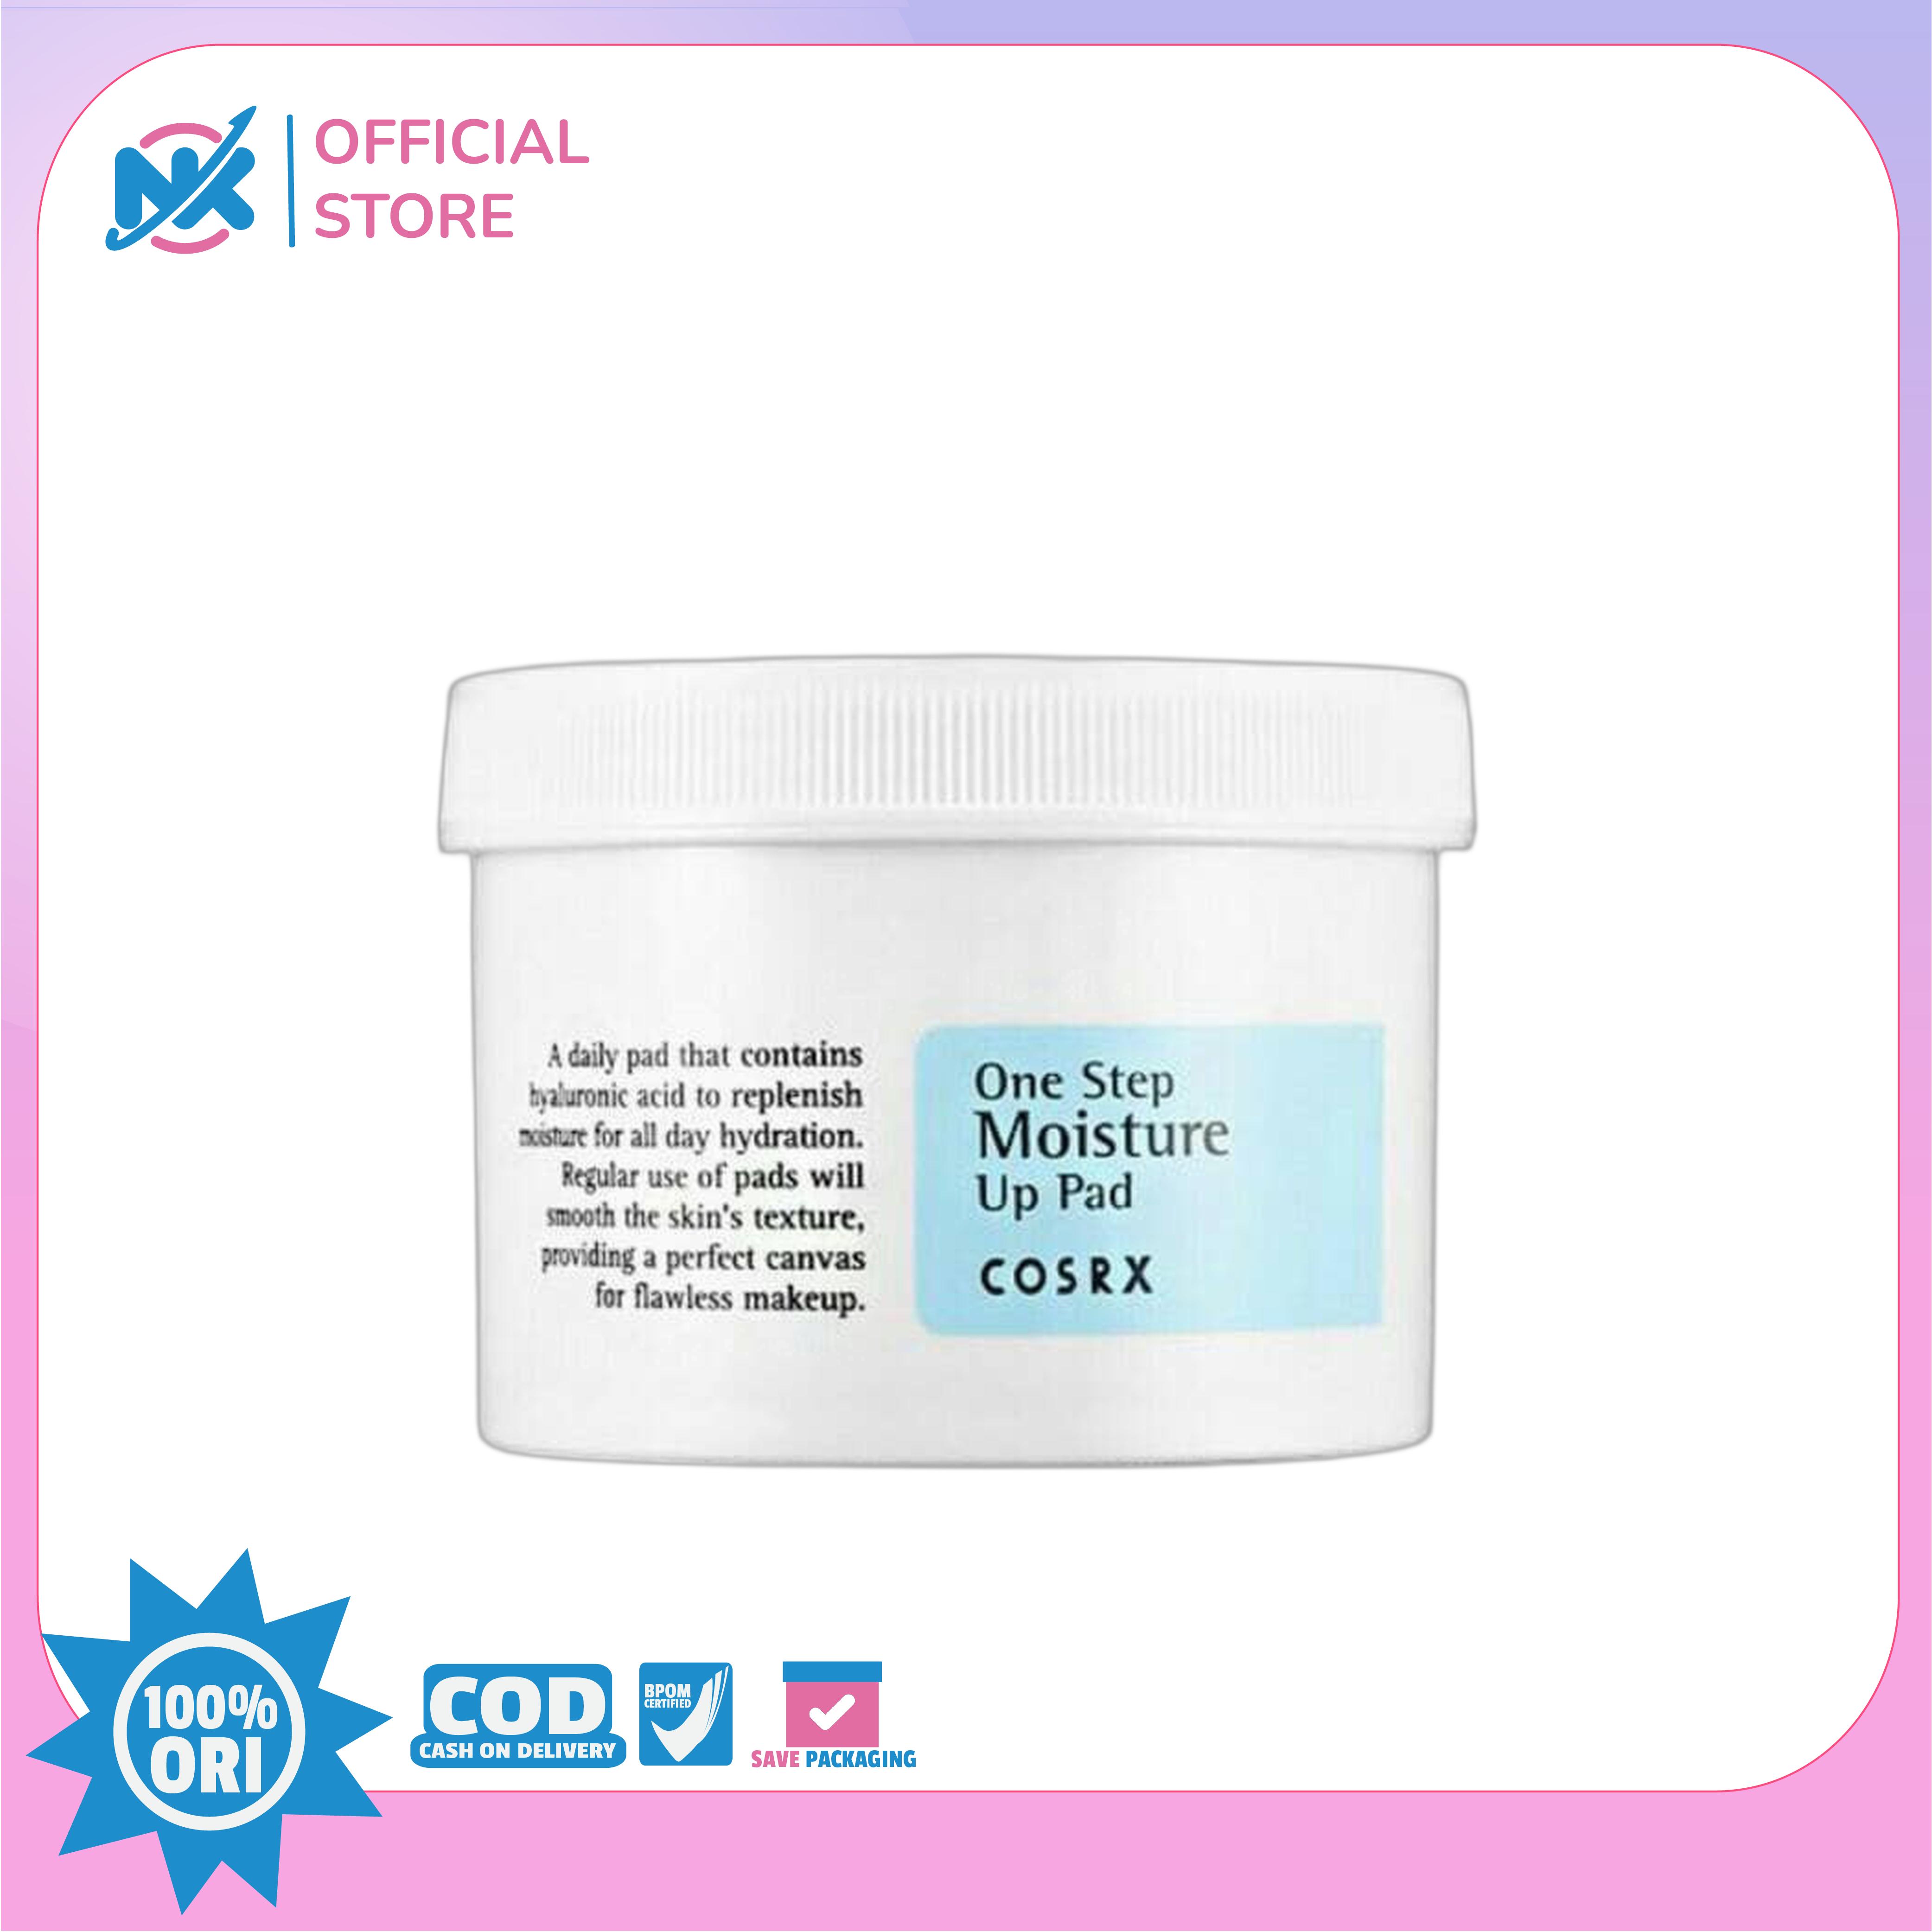 NK
OFFICIAL
STORE
A daily pad that contains
hyaluronic acid to replenish
moisture for all day hydration.
Regular use of pads will
smooth the skin's texture,
providing a perfect canvas
for flawless makeup.
One Step
Moisture
Up Pad
COSRX
100%
ORI
COD
CASH ON DELIVERY
BPOM
CERTIFIED
SAVE PACKAGING